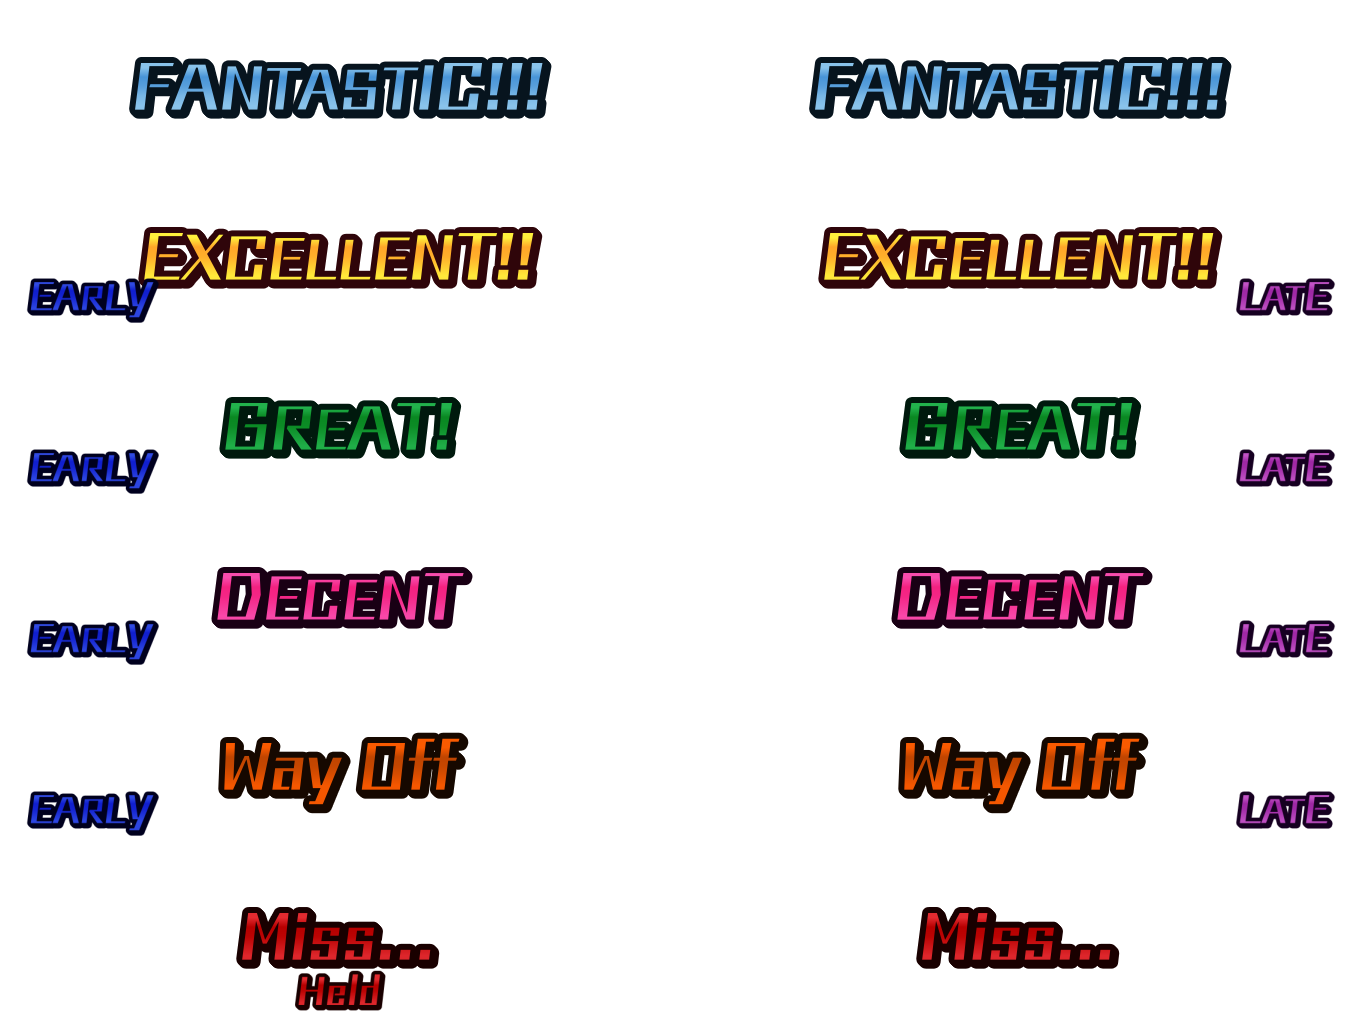 FANTASTIC!!! FANTASTIC!!!
EXCELLENT!! EXCELLENT!!
EARLY LATE
GREAT! GREAT!
EARLY LATE
DECENT DECENT
EARLY LATE
Way Off Way Off
EARLY LATE
Miss... Miss...
Held